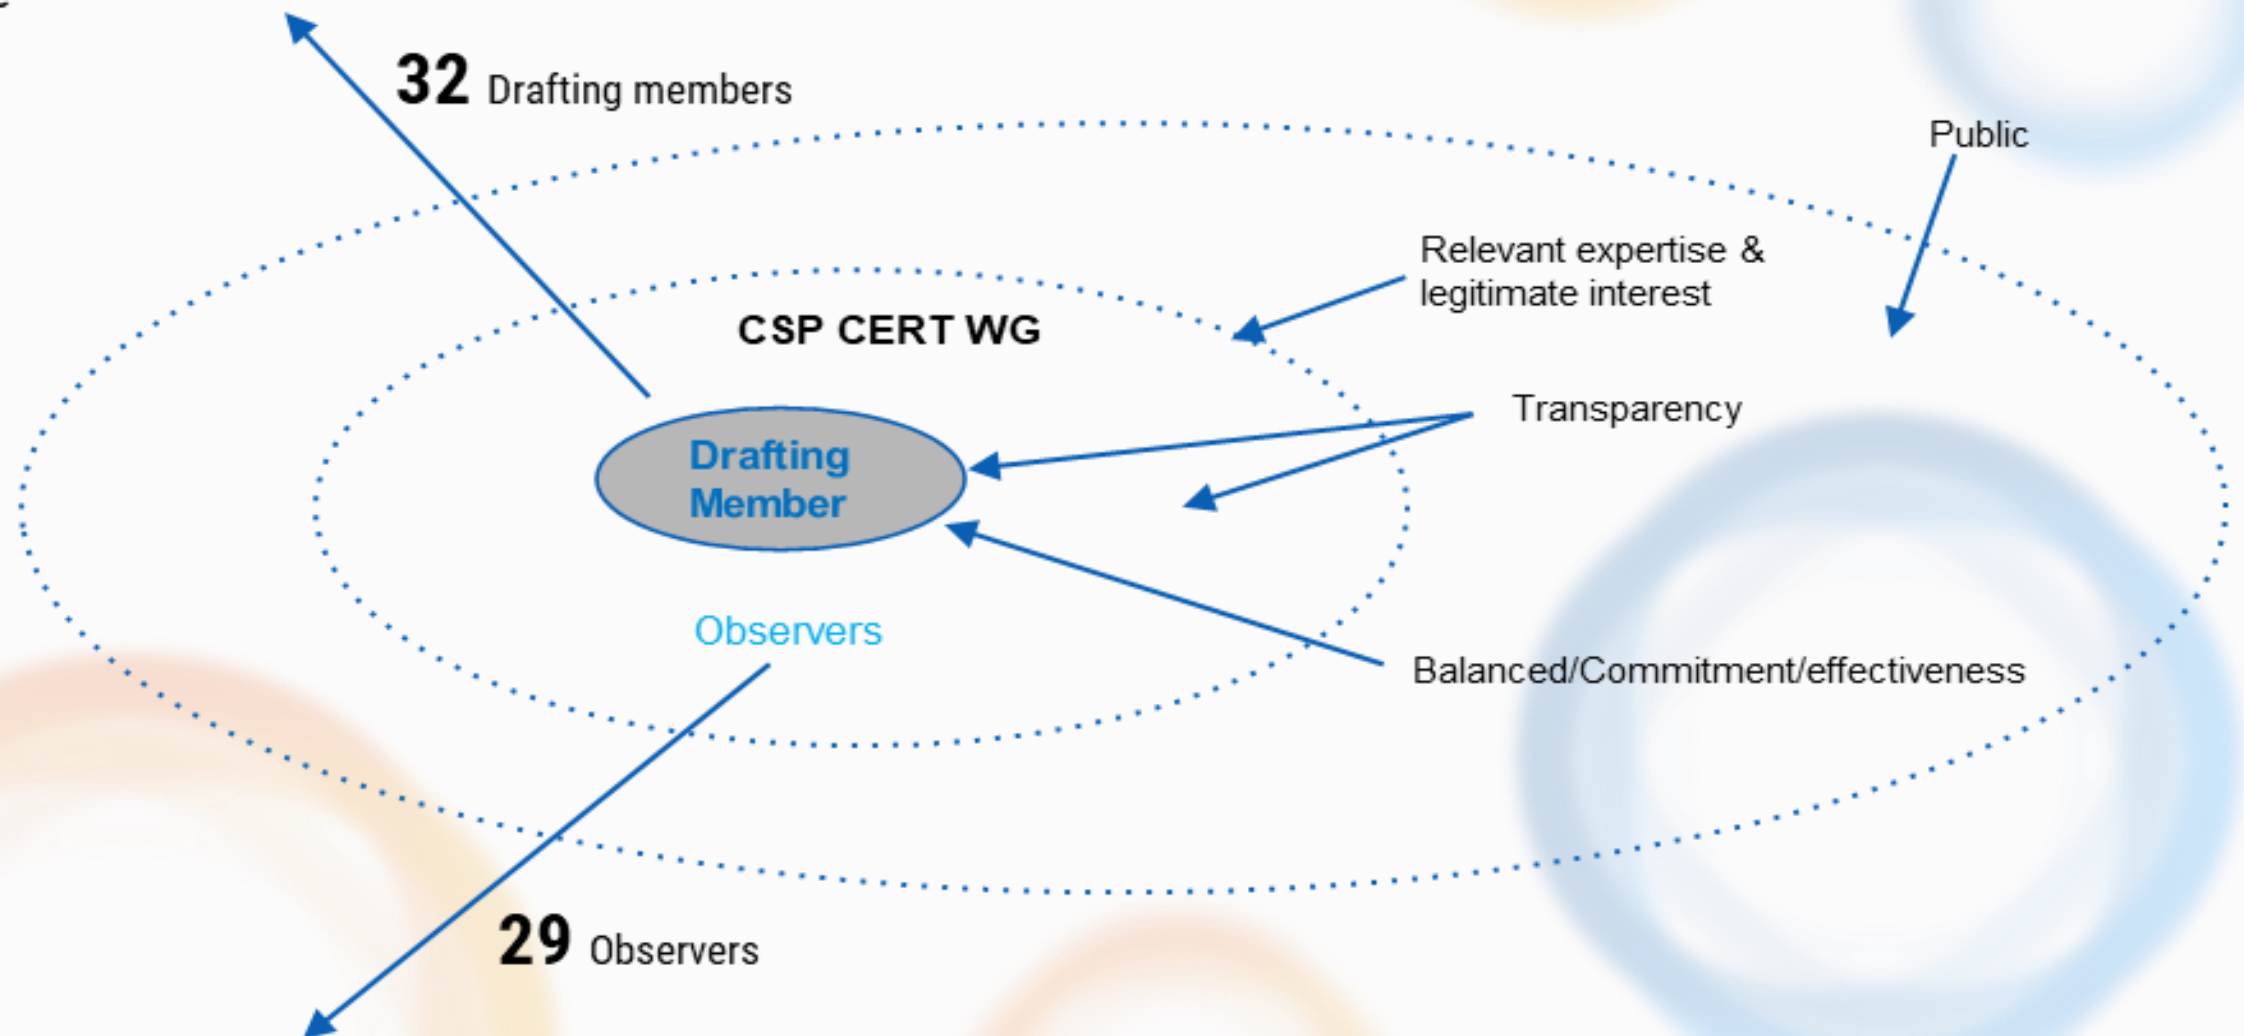 32 Drafting members
Public
Relevant expertise &
legitimate interest
CSP CERT WG
Transparency
Drafting
Member
Observers
Balanced/Commitment/effectiveness
29 Observers